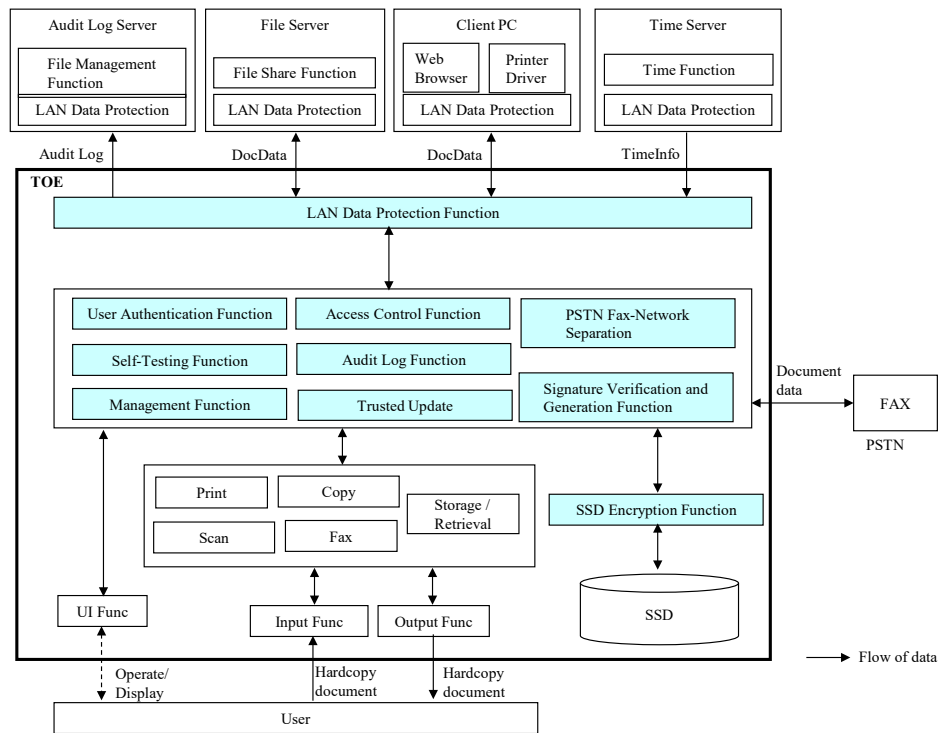 Audit Log Server
File Management
Function
LAN Data Protection
File Server
File Share Function
LAN Data Protection
Client PC
Web
Browser
Printer
Driver
LAN Data Protection
Time Server
Time Function
LAN Data Protection
Audit Log
DocData
DocData
TimeInfo
TOE
LAN Data Protection Function
User Authentication Function
Access Control Function
PSTN Fax-Network
Separation
Self-Testing Function
Audit Log Function
Management Function
Trusted Update
Signature Verification and
Generation Function
Document
data
FAX
PSTN
Print
Copy
Storage /
Retrieval
Scan
Fax
SSD Encryption Function
SSD
UI Func
Input Func
Output Func
Flow of data
Operate/
Display
Hardcopy
document
Hardcopy
document
User